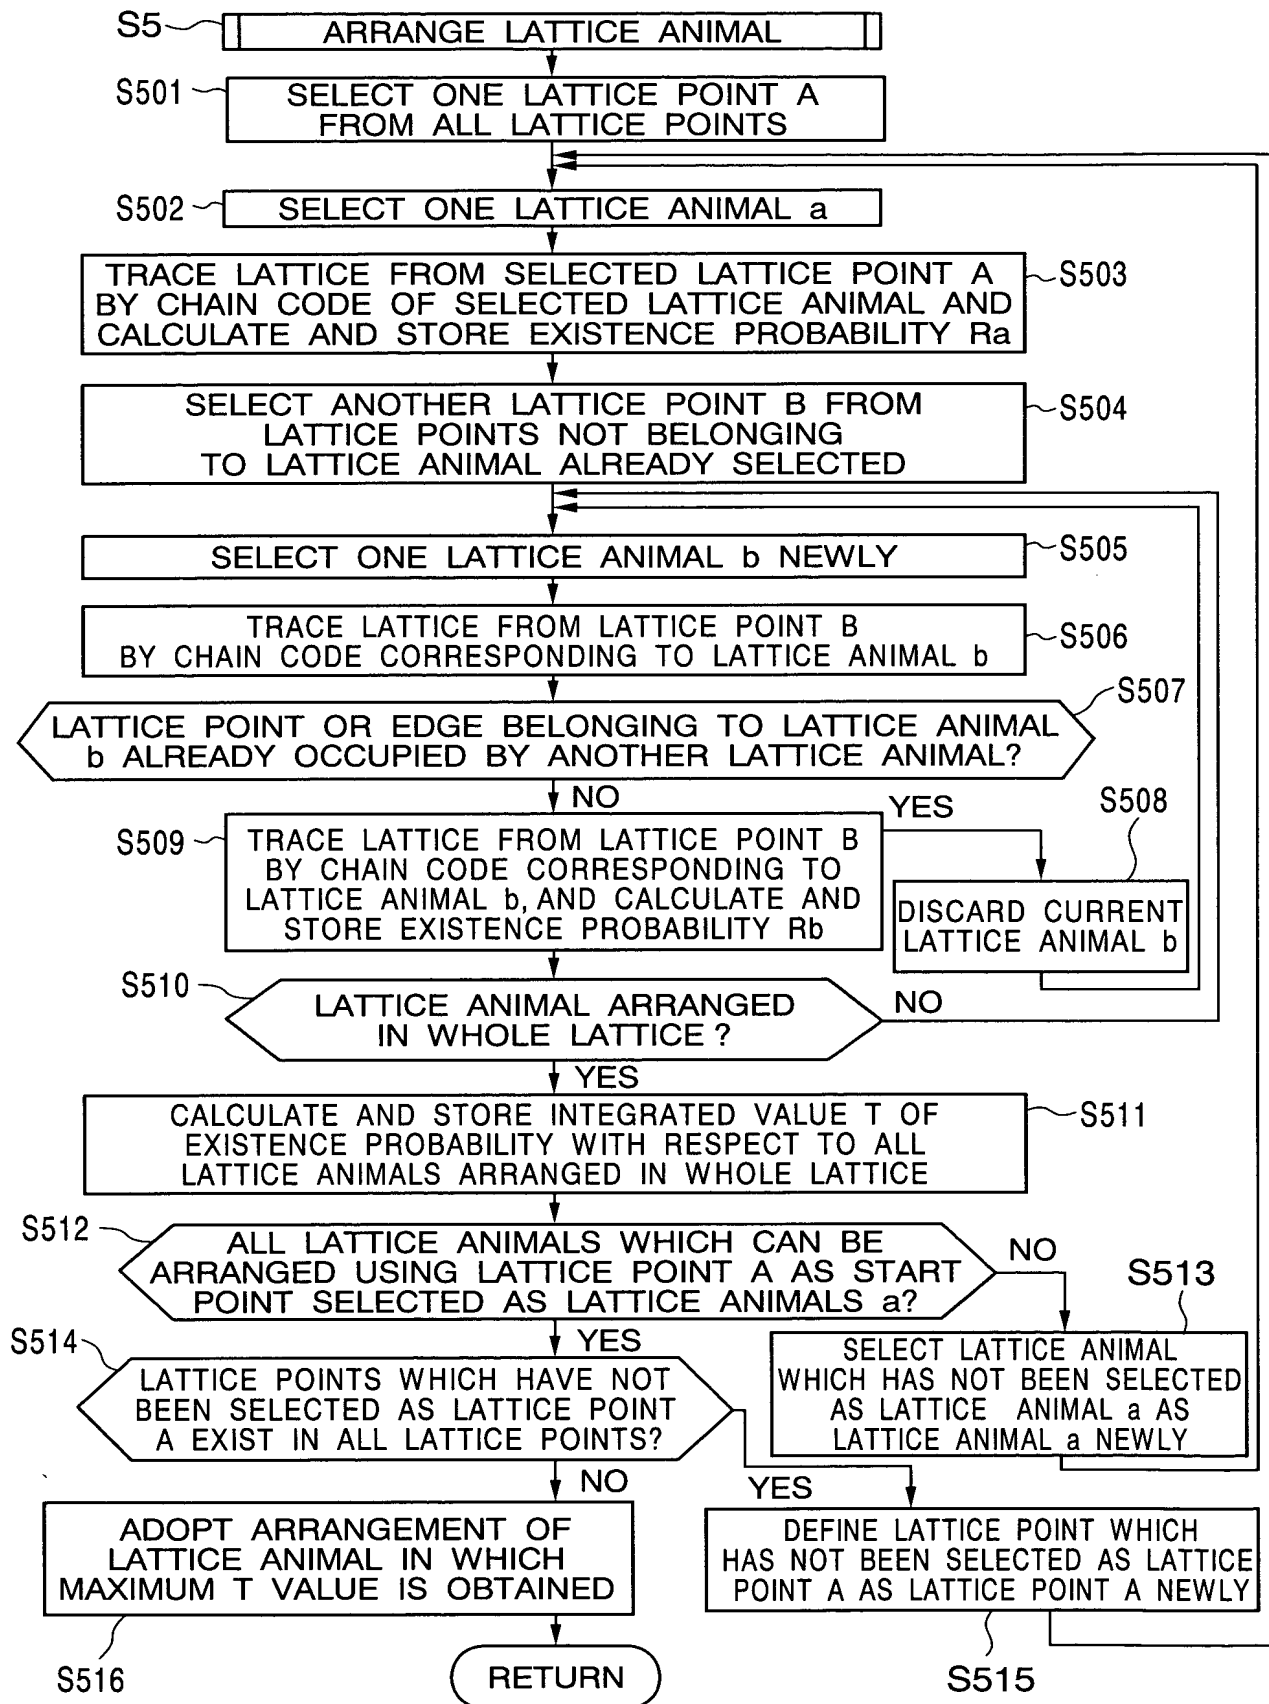 S5
ARRANGE LATTICE ANIMAL
S501
SELECT ONE LATTICE POINT A
FROM ALL LATTICE POINTS
S502
SELECT ONE LATTICE ANIMAL a
TRACE LATTICE FROM SELECTED LATTICE POINT A
BY CHAIN CODE OF SELECTED LATTICE ANIMAL AND
CALCULATE AND STORE EXISTENCE PROBABILITY Ra
S503
SELECT ANOTHER LATTICE POINT B FROM
LATTICE POINTS NOT BELONGING
TO LATTICE ANIMAL ALREADY SELECTED
S504
SELECT ONE LATTICE ANIMAL b NEWLY
S505
TRACE LATTICE FROM LATTICE POINT B
BY CHAIN CODE CORRESPONDING TO LATTICE ANIMAL b
S506
S507
LATTICE POINT OR EDGE BELONGING TO LATTICE ANIMAL
b ALREADY OCCUPIED BY ANOTHER LATTICE ANIMAL?
NO
YES
S508
S509
TRACE LATTICE FROM LATTICE POINT B
BY CHAIN CODE CORRESPONDING TO
LATTICE ANIMAL b, AND CALCULATE AND
STORE EXISTENCE PROBABILITY Rb
DISCARD CURRENT
LATTICE ANIMAL b
S510
LATTICE ANIMAL ARRANGED
IN WHOLE LATTICE ?
NO
YES
CALCULATE AND STORE INTEGRATED VALUE T OF
EXISTENCE PROBABILITY WITH RESPECT TO ALL
LATTICE ANIMALS ARRANGED IN WHOLE LATTICE
S511
S512
ALL LATTICE ANIMALS WHICH CAN BE
ARRANGED USING LATTICE POINT A AS START
POINT SELECTED AS LATTICE ANIMALS a?
NO
S513
YES
SELECT LATTICE ANIMAL
WHICH HAS NOT BEEN SELECTED
AS LATTICE ANIMAL a AS
LATTICE ANIMAL a NEWLY
S514
LATTICE POINTS WHICH HAVE NOT
BEEN SELECTED AS LATTICE POINT
A EXIST IN ALL LATTICE POINTS?
NO
YES
ADOPT ARRANGEMENT OF
LATTICE ANIMAL IN WHICH
MAXIMUM T VALUE IS OBTAINED
DEFINE LATTICE POINT WHICH
HAS NOT BEEN SELECTED AS LATTICE
POINT A AS LATTICE POINT A NEWLY
S516
RETURN
S515